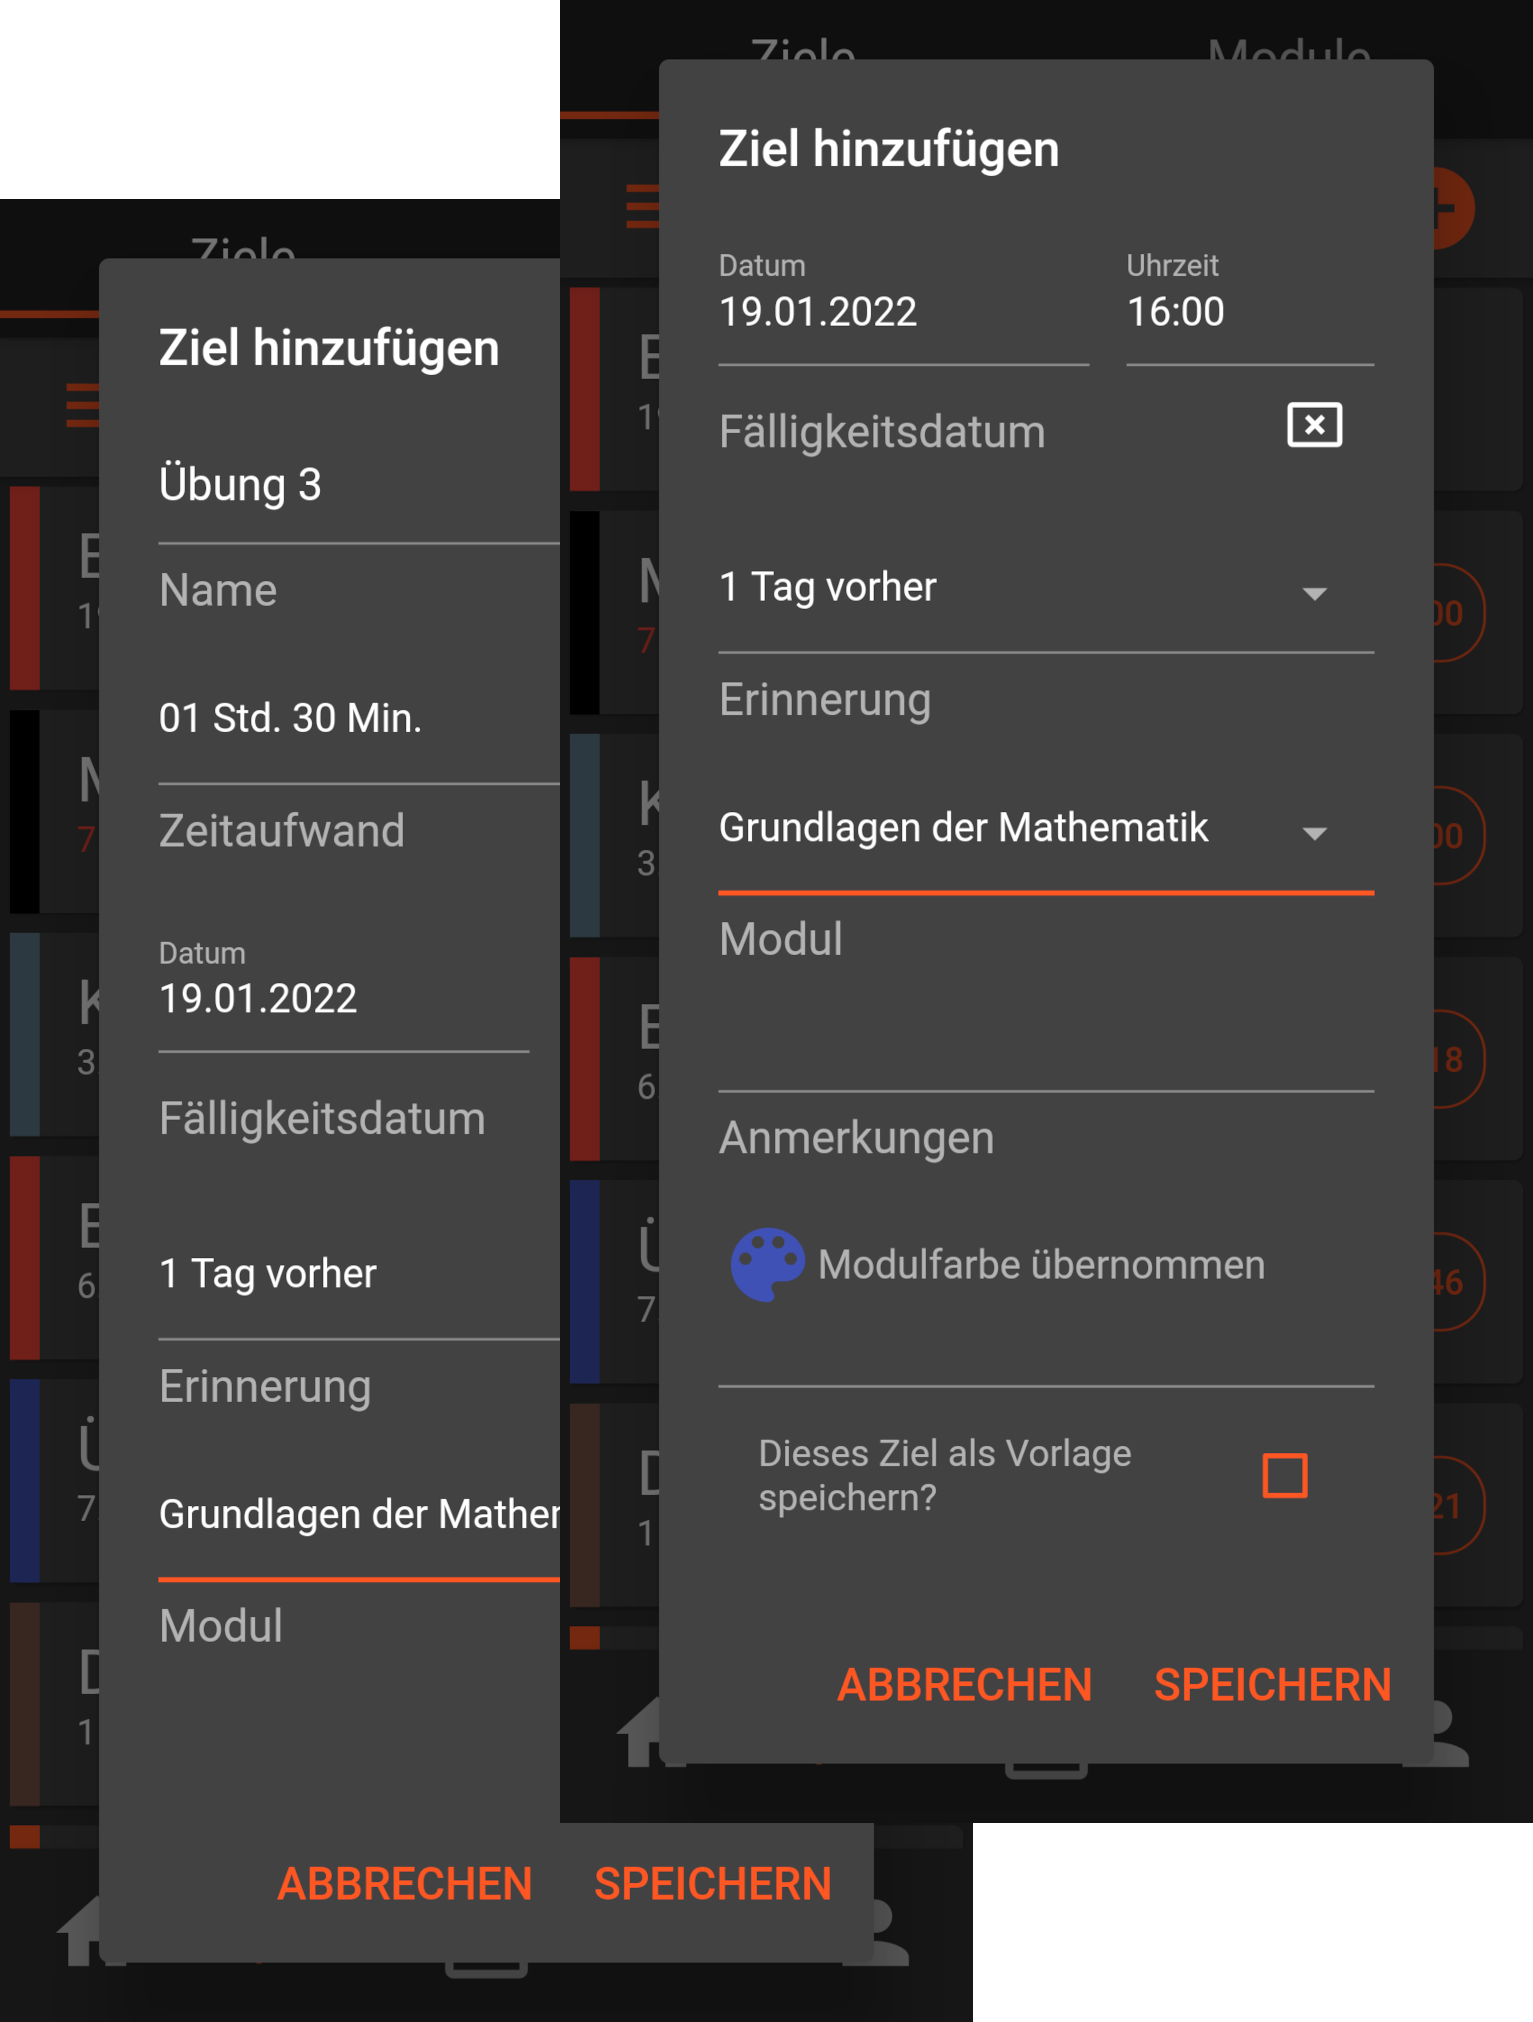 Ziele
Ziel hinzufügen
Übung 3
Name
01 Std. 30 Min.
Zeitaufwand
Datum
19.01.2022
Fälligkeitsdatum
1 Tag vorher
Erinnerung
Grundlagen der
Modul
ABBRECHEN SPEICHERN
Ziele Module
Ziel hinzufügen
Datum Uhrzeit
19.01.2022 16:00
Fälligkeitsdatum
1 Tag vorher
Erinnerung
Grundlagen der Mathematik
Modul
Anmerkungen
Modulfarbe übernommen
Dieses Ziel als Vorlage
speichern?
ABBRECHEN SPEICHERN